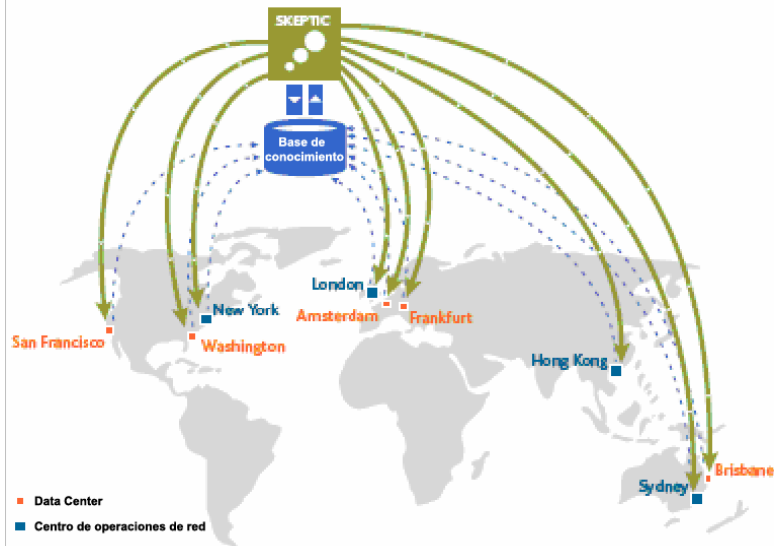 SKEPTIC
Base de
conocimiento
London
New York
Amsterdam
Frankfurt
San Francisco
Washington
Hong Kong
Brisbane
Sydney
Data Center
Centro de operaciones de red